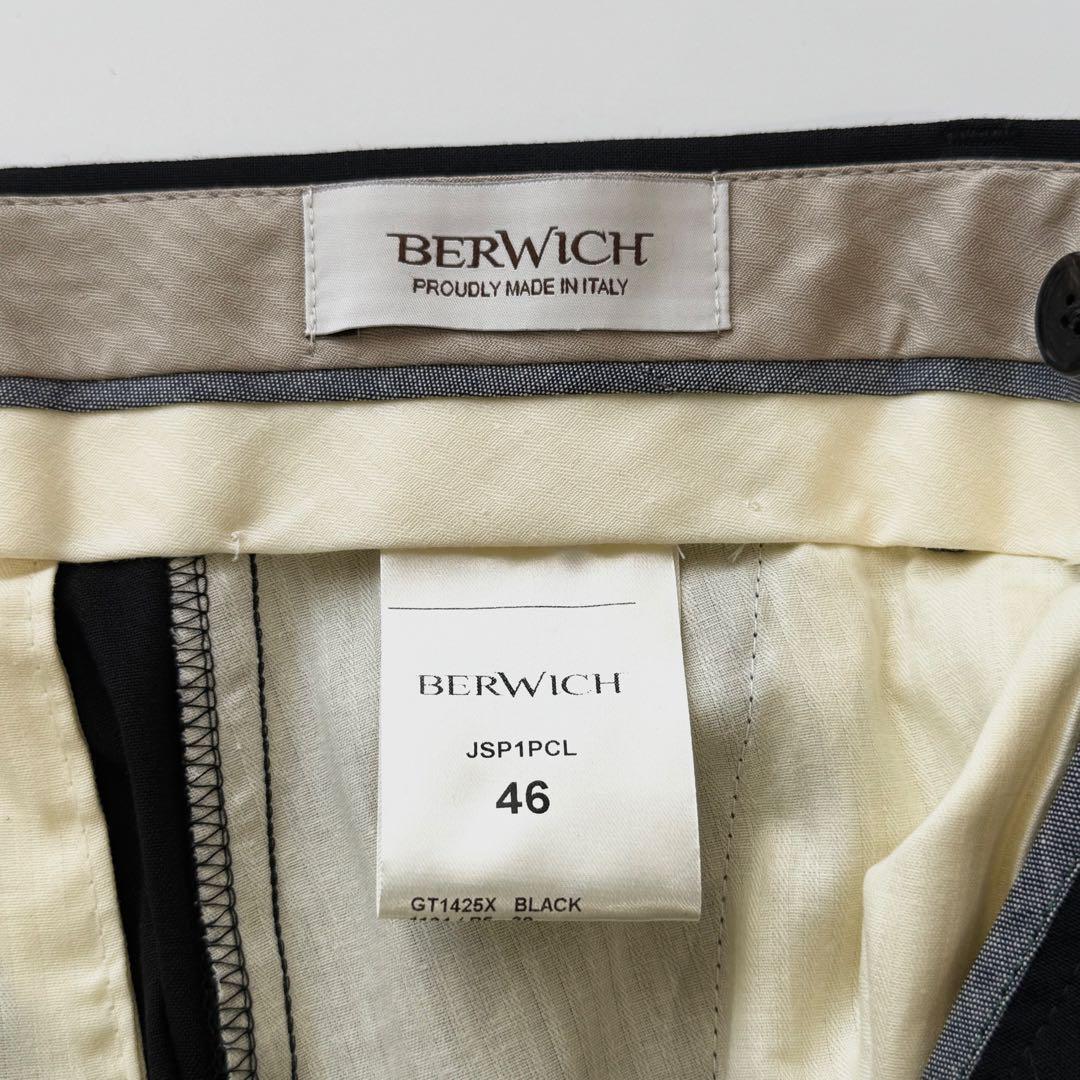 BERWICH
PROUDLY MADE IN ITALY
BERWICH
JSP1PCL
46
GT1425X BLACK